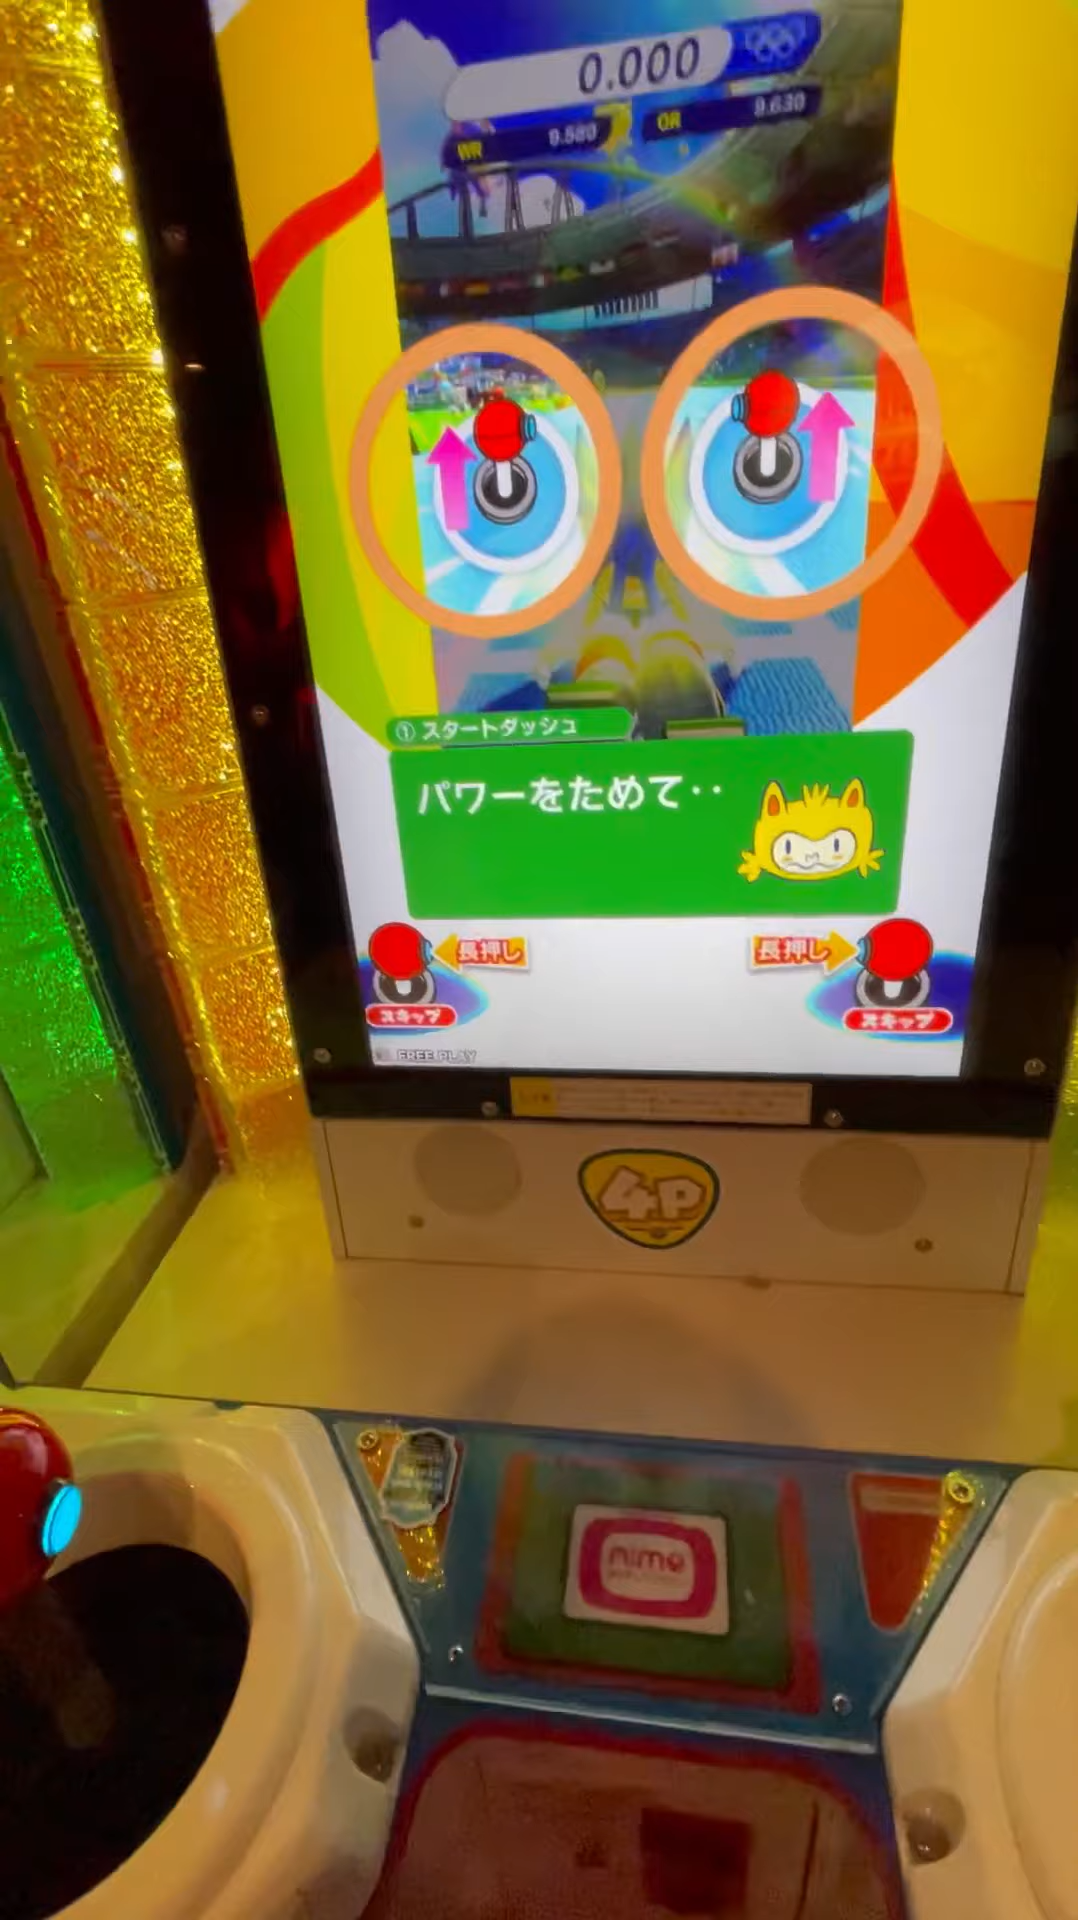 0.000
WR 9.580
OR 9.630
① スタートダッシュ
パワーをためて‥
長押し
長押し
スキップ
スキップ
FREE PLAY
4P
nimo